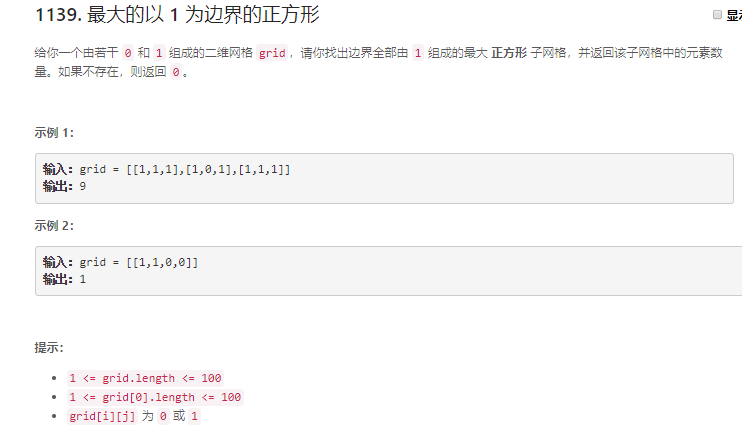 1139. 最大的以 1 为边界的正方形
显示
给你一个由若干 0 和 1 组成的二维网格 grid，请你找出边界全部由 1 组成的最大 正方形 子网格，并返回该子网格中的元素数
量。如果不存在，则返回 0。
示例 1：
输入：grid = [[1,1,1],[1,0,1],[1,1,1]]
输出：9
示例 2：
输入：grid = [[1,1,0,0]]
输出：1
提示：
• 1 <= grid.length <= 100
• 1 <= grid[0].length <= 100
• grid[i][j] 为 0 或 1